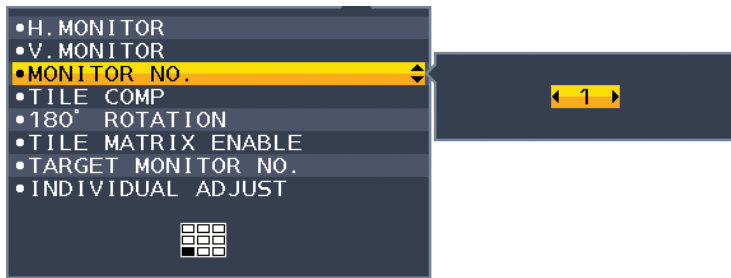 •H.MONITOR
•V.MONITOR
•MONITOR NO.
•TILE COMP
•180° ROTATION
•TILE MATRIX ENABLE
•TARGET MONITOR NO.
•INDIVIDUAL ADJUST
1